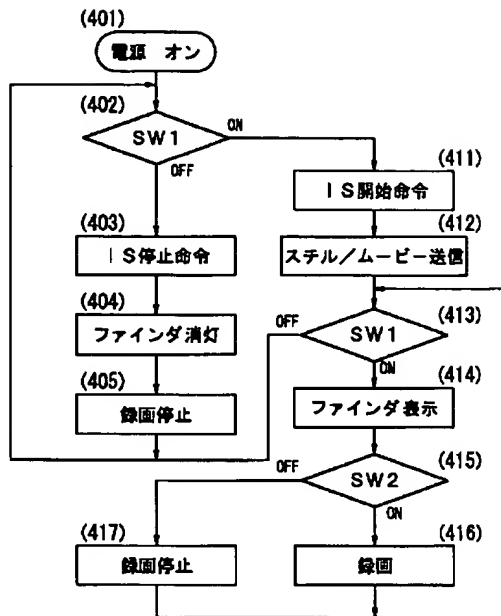 (401)
電源 オン
(402)
SW1
ON
OFF
(403)
IS停止命令
(404)
ファインダ消灯
(405)
録画停止
(411)
IS開始命令
(412)
スチル/ムービー送信
(413)
OFF
SW1
ON
(414)
ファインダ表示
(415)
OFF
SW2
ON
(417)
録画停止
(416)
録画